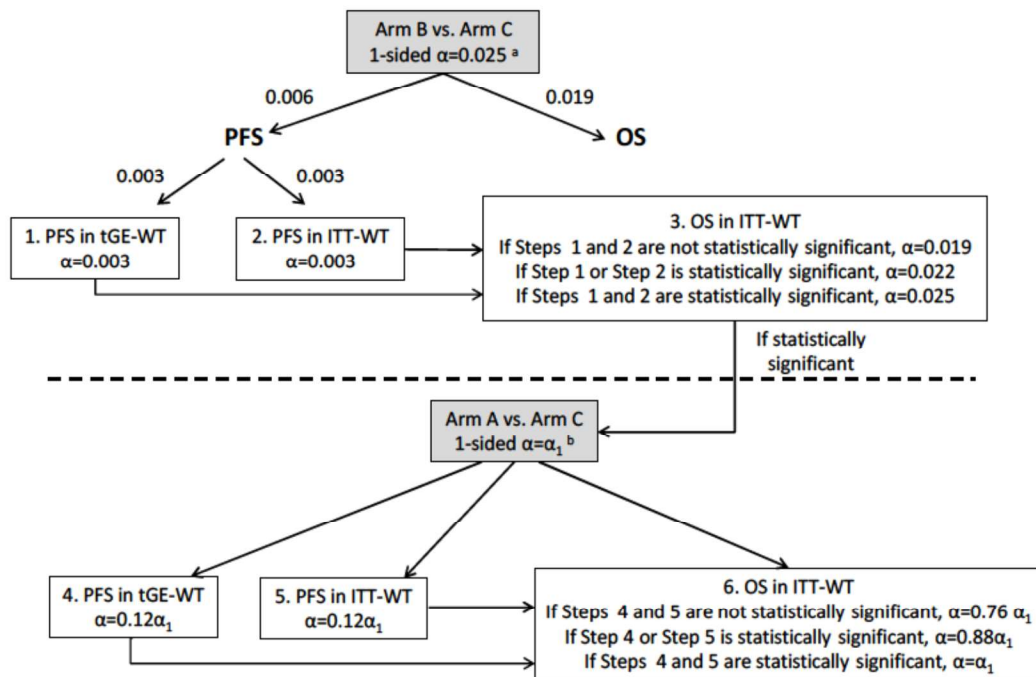 Arm B vs. Arm C
1-sided α=0.025 ᵃ
0.006
0.019
PFS
OS
0.003
0.003
1. PFS in tGE-WT
α=0.003
2. PFS in ITT-WT
α=0.003
3. OS in ITT-WT
If Steps 1 and 2 are not statistically significant, α=0.019
If Step 1 or Step 2 is statistically significant, α=0.022
If Steps 1 and 2 are statistically significant, α=0.025
If statistically
significant
Arm A vs. Arm C
1-sided α=α₁ ᵇ
4. PFS in tGE-WT
α=0.12α₁
5. PFS in ITT-WT
α=0.12α₁
6. OS in ITT-WT
If Steps 4 and 5 are not statistically significant, α=0.76 α₁
If Step 4 or Step 5 is statistically significant, α=0.88α₁
If Steps 4 and 5 are statistically significant, α=α₁